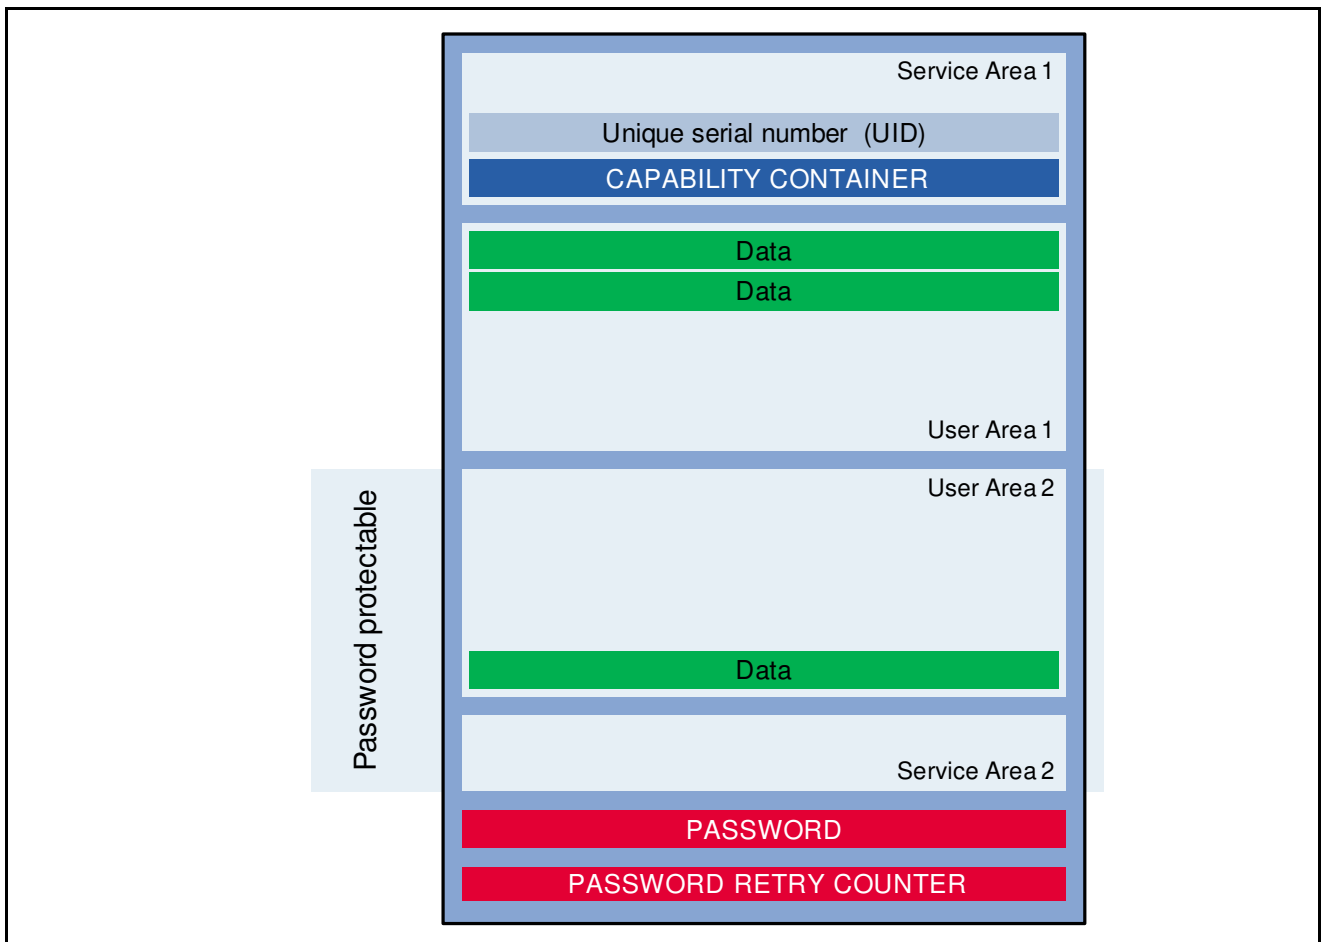 Service Area 1
Unique serial number (UID)
CAPABILITY CONTAINER
Data
Data
User Area 1
User Area 2
Password protectable
Data
Service Area 2
PASSWORD
PASSWORD RETRY COUNTER